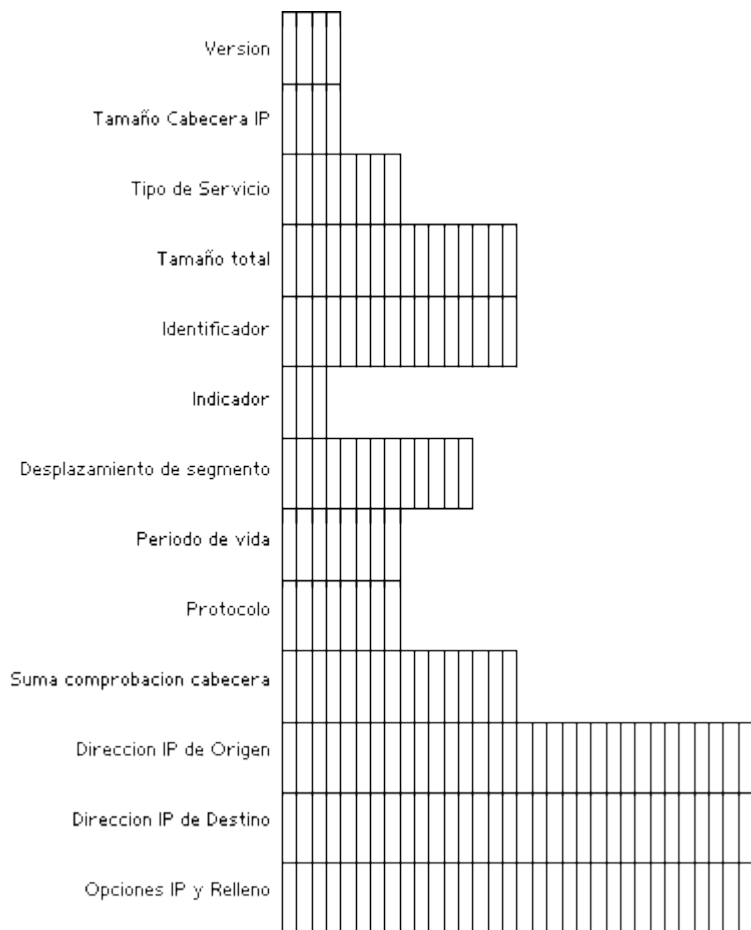 Version
Tamaño Cabecera IP
Tipo de Servicio
Tamaño total
Identificador
Indicador
Desplazamiento de segmento
Periodo de vida
Protocolo
Suma comprobacion cabecera
Direccion IP de Origen
Direccion IP de Destino
Opciones IP y Relleno